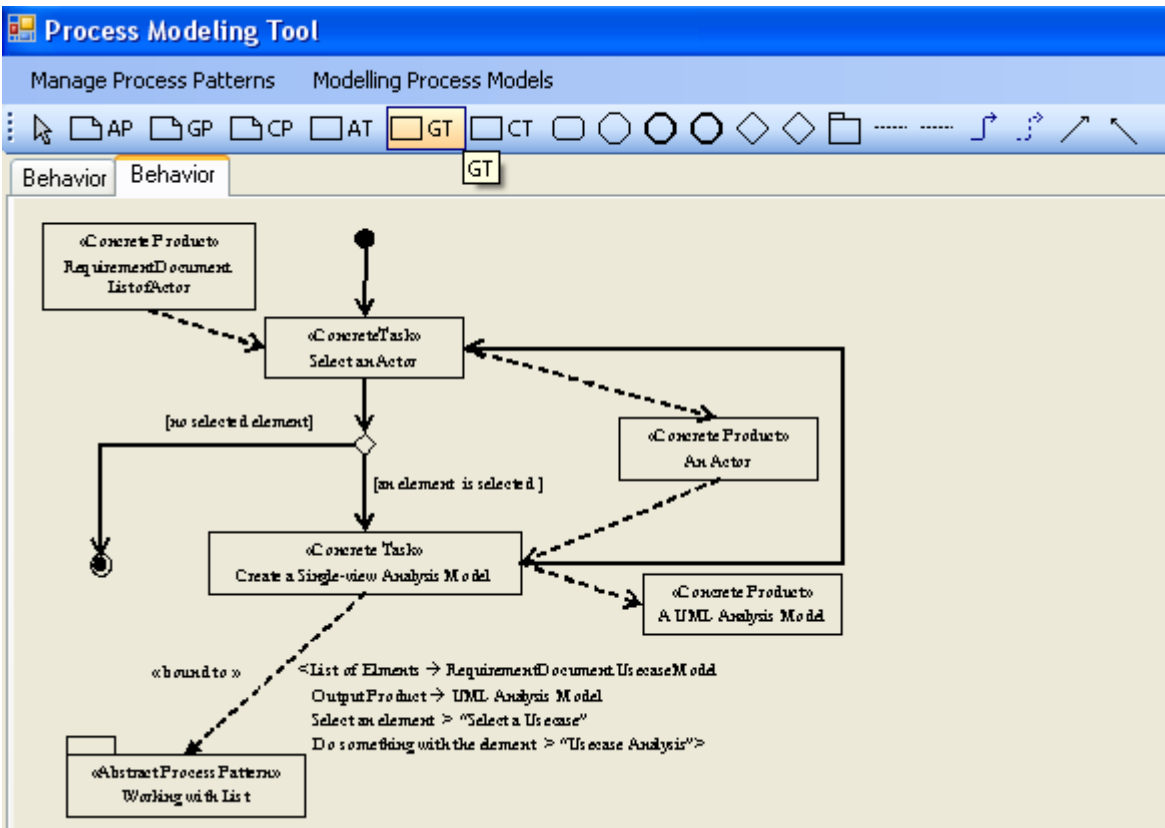 Process Modeling Tool
Manage Process Patterns Modelling Process Models
AP GP CP AT GT CT
GT
Behavior Behavior
«Concrete Product»
RequirementDocument.
ListofActor
«ConcreteTask»
Select an Actor
[no selected element]
[an element is selected ]
«Concrete Product»
An Actor
«Concrete Task»
Create a Single-view Analysis Model
«Concrete Product»
A UML Analysis Model
«bound to »
<List of Elments → RequirementDocument.UsecaseModel
OutputProduct → UML Analysis Model
Select an element > “Select a Usecase”
Do something with the element > “Usecase Analysis”>
«Abstract Process Pattern»
Working with List